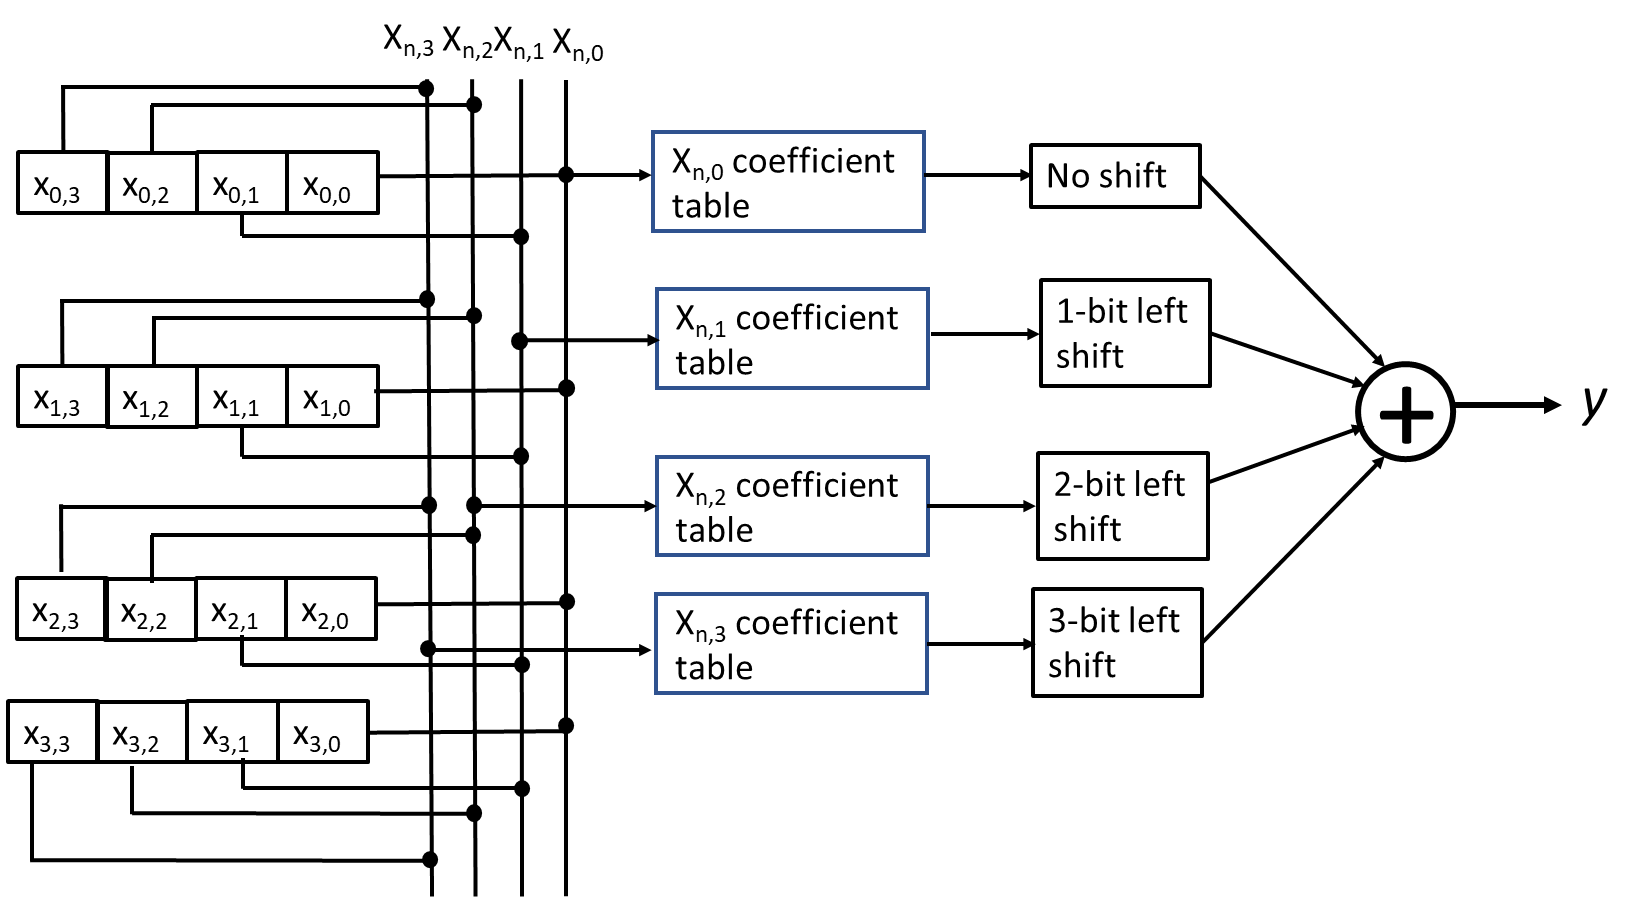 Xn,3 Xn,2 Xn,1 Xn,0
x0,3 x0,2 x0,1 x0,0
Xn,0 coefficient
table
No shift
Xn,1 coefficient
table
1-bit left
shift
x1,3 x1,2 x1,1 x1,0
+
y
Xn,2 coefficient
table
2-bit left
shift
x2,3 x2,2 x2,1 x2,0
Xn,3 coefficient
table
3-bit left
shift
x3,3 x3,2 x3,1 x3,0